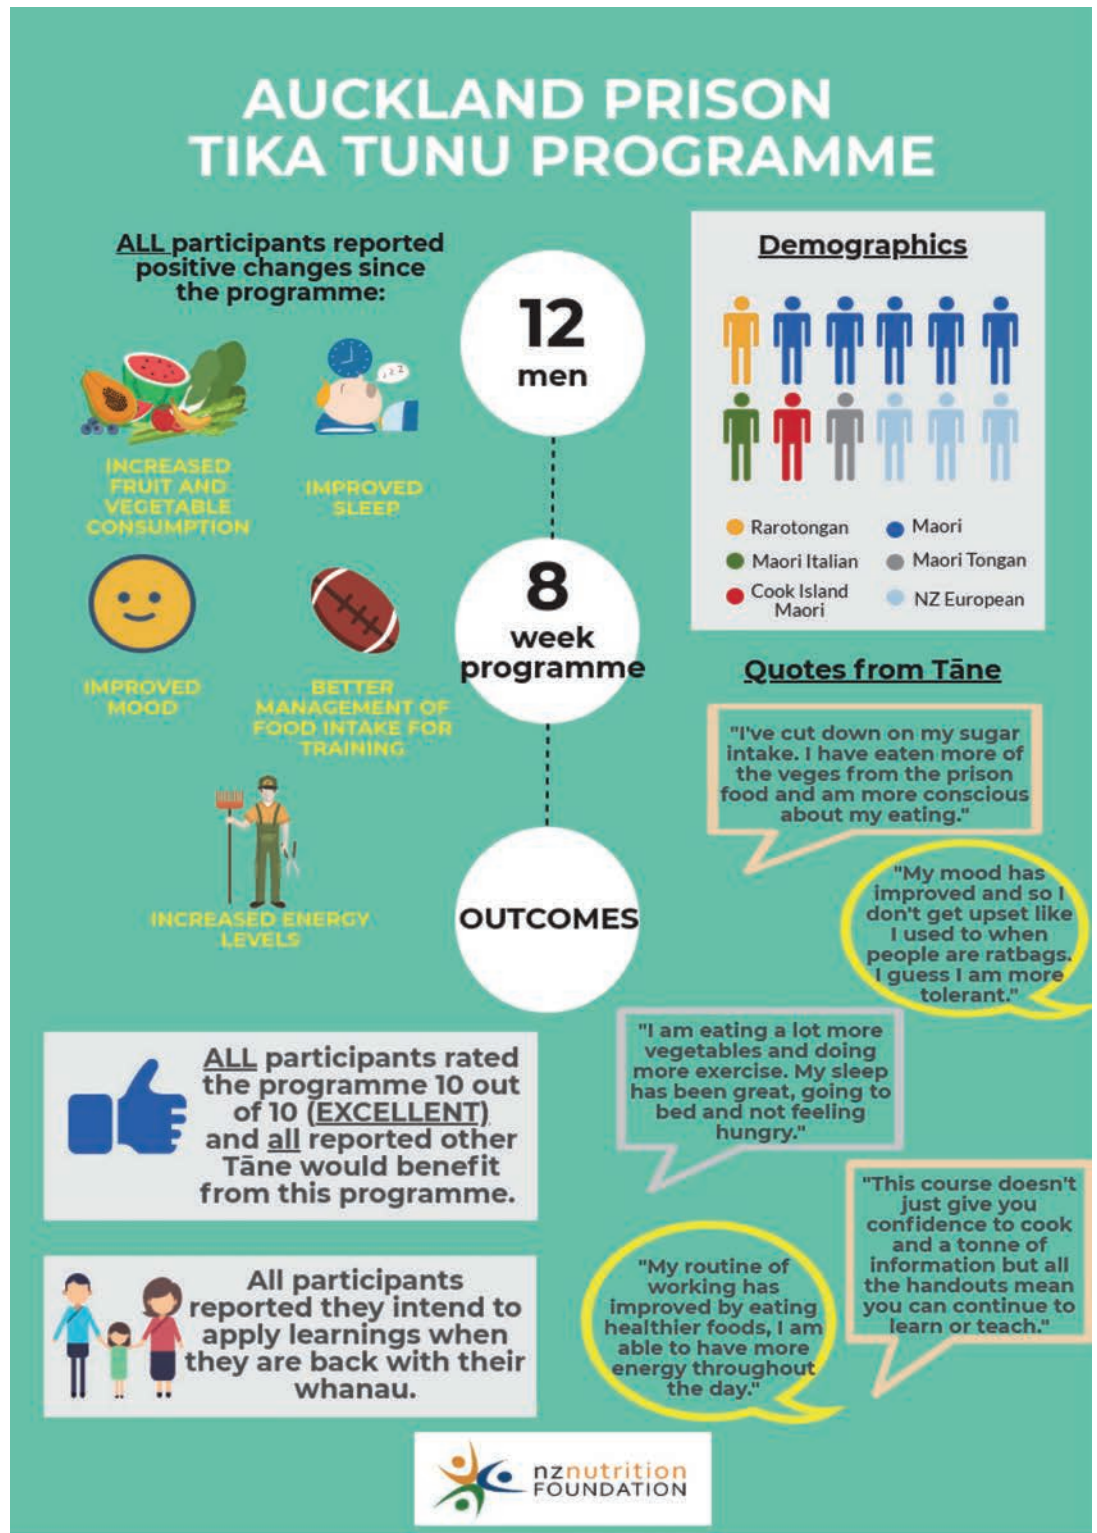 AUCKLAND PRISON
TIKA TUNU PROGRAMME
ALL participants reported
positive changes since
the programme:
INCREASED
FRUIT AND
VEGETABLE
CONSUMPTION
zzz
IMPROVED
SLEEP
IMPROVED
MOOD
BETTER
MANAGEMENT OF
FOOD INTAKE FOR
TRAINING
INCREASED ENERGY
LEVELS
12
men
8
week
programme
OUTCOMES
Demographics
Rarotongan
Maori
Maori Italian
Maori Tongan
Cook Island
Maori
NZ European
Quotes from Tāne
"I've cut down on my sugar
intake. I have eaten more of
the veges from the prison
food and am more conscious
about my eating."
"My mood has
improved and so I
don't get upset like
I used to when
people are ratbags.
I guess I am more
tolerant."
"I am eating a lot more
vegetables and doing
more exercise. My sleep
has been great, going to
bed and not feeling
hungry."
"This course doesn't
just give you
confidence to cook
and a tonne of
information but all
the handouts mean
you can continue to
learn or teach."
"My routine of
working has
improved by eating
healthier foods, I am
able to have more
energy throughout
the day."
ALL participants rated
the programme 10 out
of 10 (EXCELLENT)
and all reported other
Tāne would benefit
from this programme.
All participants
reported they intend to
apply learnings when
they are back with their
whanau.
nznutrition
FOUNDATION